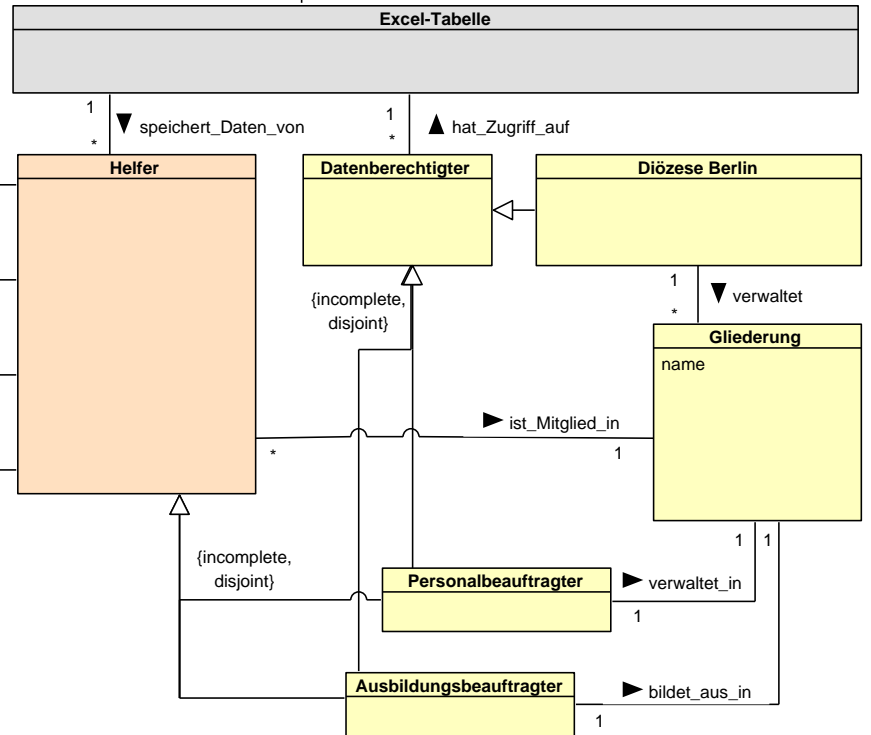 Excel-Tabelle
1
speichert_Daten_von
*
1
hat_Zugriff_auf
*
Helfer
Datenberechtigter
Diözese Berlin
{incomplete,
disjoint}
1
verwaltet
*
Gliederung
name
ist_Mitglied_in
*
1
{incomplete,
disjoint}
1
1
Personalbeauftragter
verwaltet_in
1
Ausbildungsbeauftragter
bildet_aus_in
1